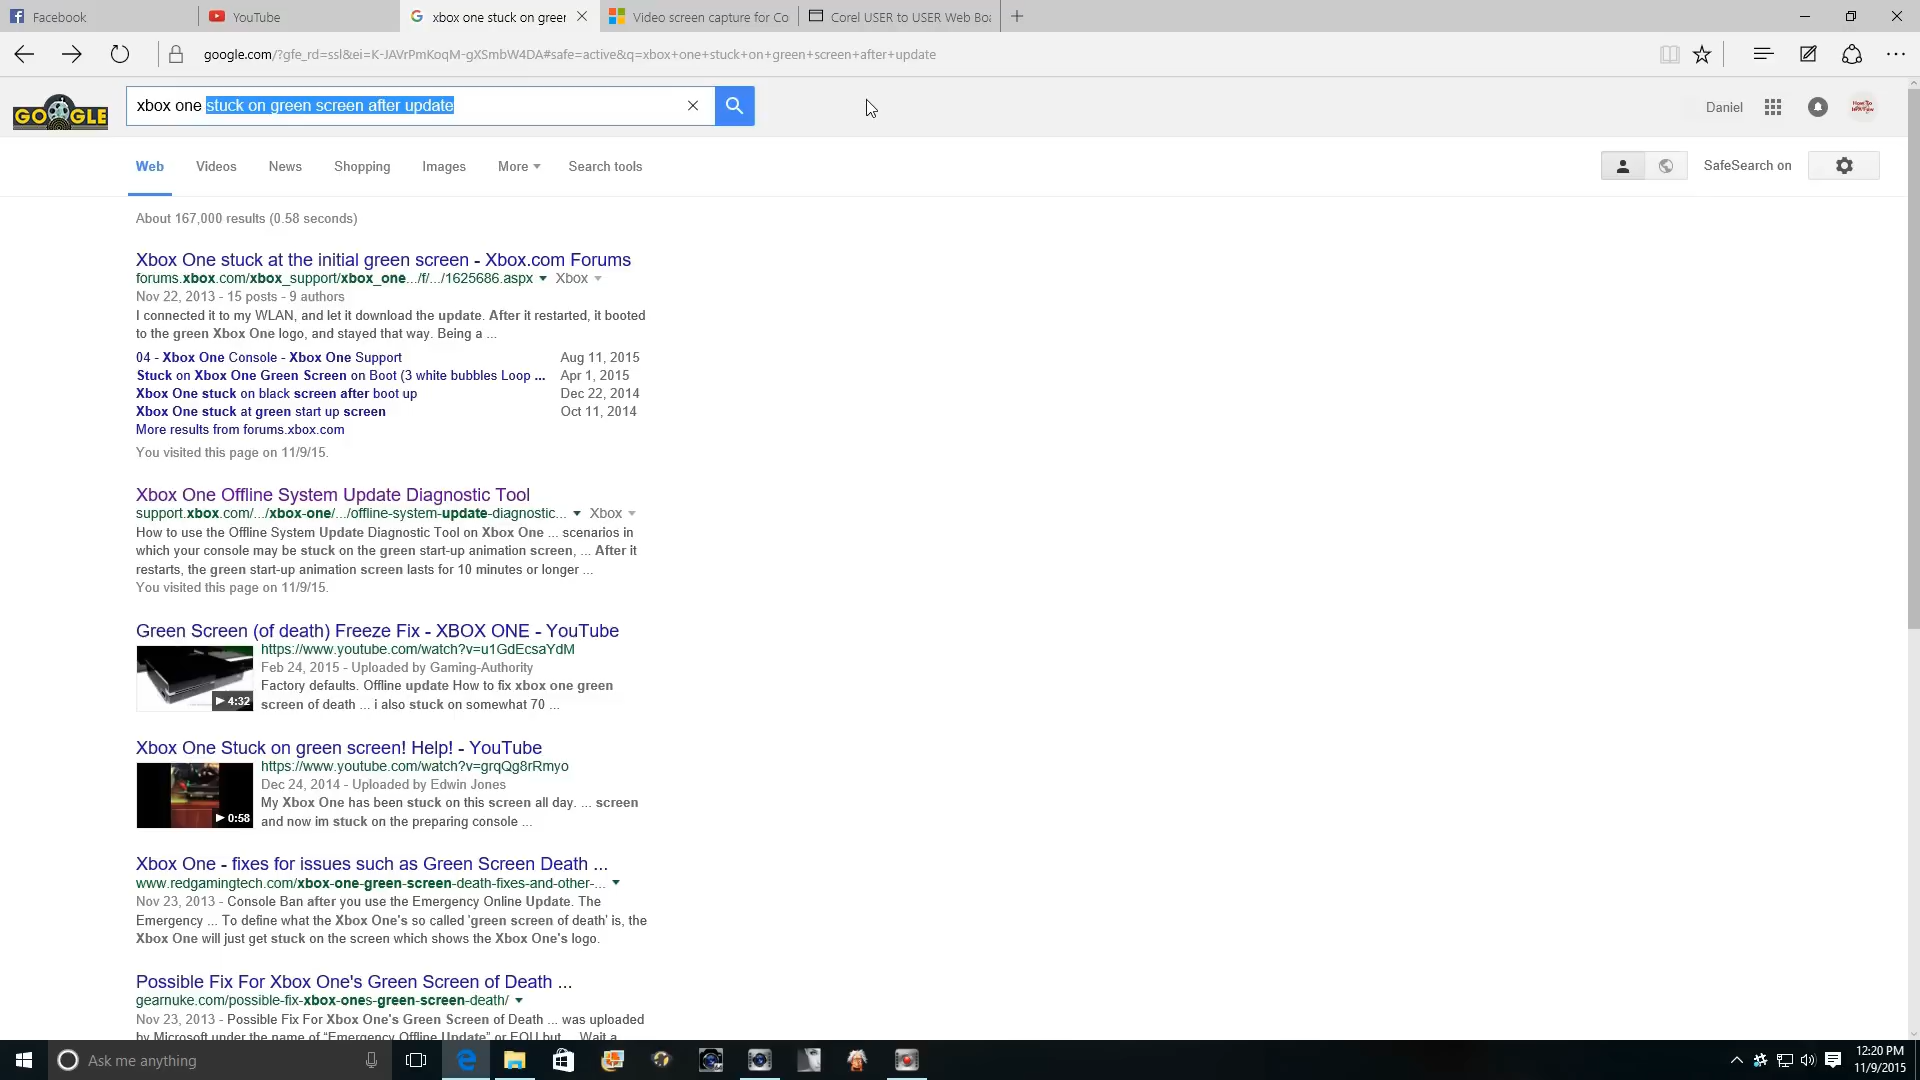 Facebook
YouTube
xbox one stuck on green
Video screen capture for Co
Corel USER to USER Web Boa
google.com/?gfe_rd=ssl&ei=K-JAVrPmKoqM-gXSmbW4DA#safe=active&q=xbox+one+stuck+on+green+screen+after+update
GOOGLE
xbox one stuck on green screen after update
Daniel
Web Videos News Shopping Images More Search tools
SafeSearch on
About 167,000 results (0.58 seconds)
Xbox One stuck at the initial green screen - Xbox.com Forums
forums.xbox.com/xbox_support/xbox_one.../f/.../1625686.aspx Xbox
Nov 22, 2013 - 15 posts - 9 authors
I connected it to my WLAN, and let it download the update. After it restarted, it booted
to the green Xbox One logo, and stayed that way. Being a ...
04 - Xbox One Console - Xbox One Support Aug 11, 2015
Stuck on Xbox One Green Screen on Boot (3 white bubbles Loop ... Apr 1, 2015
Xbox One stuck on black screen after boot up Dec 22, 2014
Xbox One stuck at green start up screen Oct 11, 2014
More results from forums.xbox.com
You visited this page on 11/9/15.
Xbox One Offline System Update Diagnostic Tool
support.xbox.com/.../xbox-one/.../offline-system-update-diagnostic... Xbox
How to use the Offline System Update Diagnostic Tool on Xbox One ... scenarios in
which your console may be stuck on the green start-up animation screen, ... After it
restarts, the green start-up animation screen lasts for 10 minutes or longer ...
You visited this page on 11/9/15.
Green Screen (of death) Freeze Fix - XBOX ONE - YouTube
https://www.youtube.com/watch?v=u1GdEcsaYdM
Feb 24, 2015 - Uploaded by Gaming-Authority
Factory defaults. Offline update How to fix xbox one green
screen of death ... i also stuck on somewhat 70 ...
4:32
Xbox One Stuck on green screen! Help! - YouTube
https://www.youtube.com/watch?v=grqQg8rRmyo
Dec 24, 2014 - Uploaded by Edwin Jones
My Xbox One has been stuck on this screen all day. ... screen
and now im stuck on the preparing console ...
0:58
Xbox One - fixes for issues such as Green Screen Death ...
www.redgamingtech.com/xbox-one-green-screen-death-fixes-and-other-...
Nov 23, 2013 - Console Ban after you use the Emergency Online Update. The
Emergency ... To define what the Xbox One's so called 'green screen of death' is, the
Xbox One will just get stuck on the screen which shows the Xbox One's logo.
Possible Fix For Xbox One's Green Screen of Death ...
gearnuke.com/possible-fix-xbox-ones-green-screen-death/
Nov 23, 2013 - Possible Fix For Xbox One's Green Screen of Death ... was uploaded
by Microsoft under the name of "Emergency Offline Update" or EOU but ... Wait a
Ask me anything
12:20 PM
11/9/2015